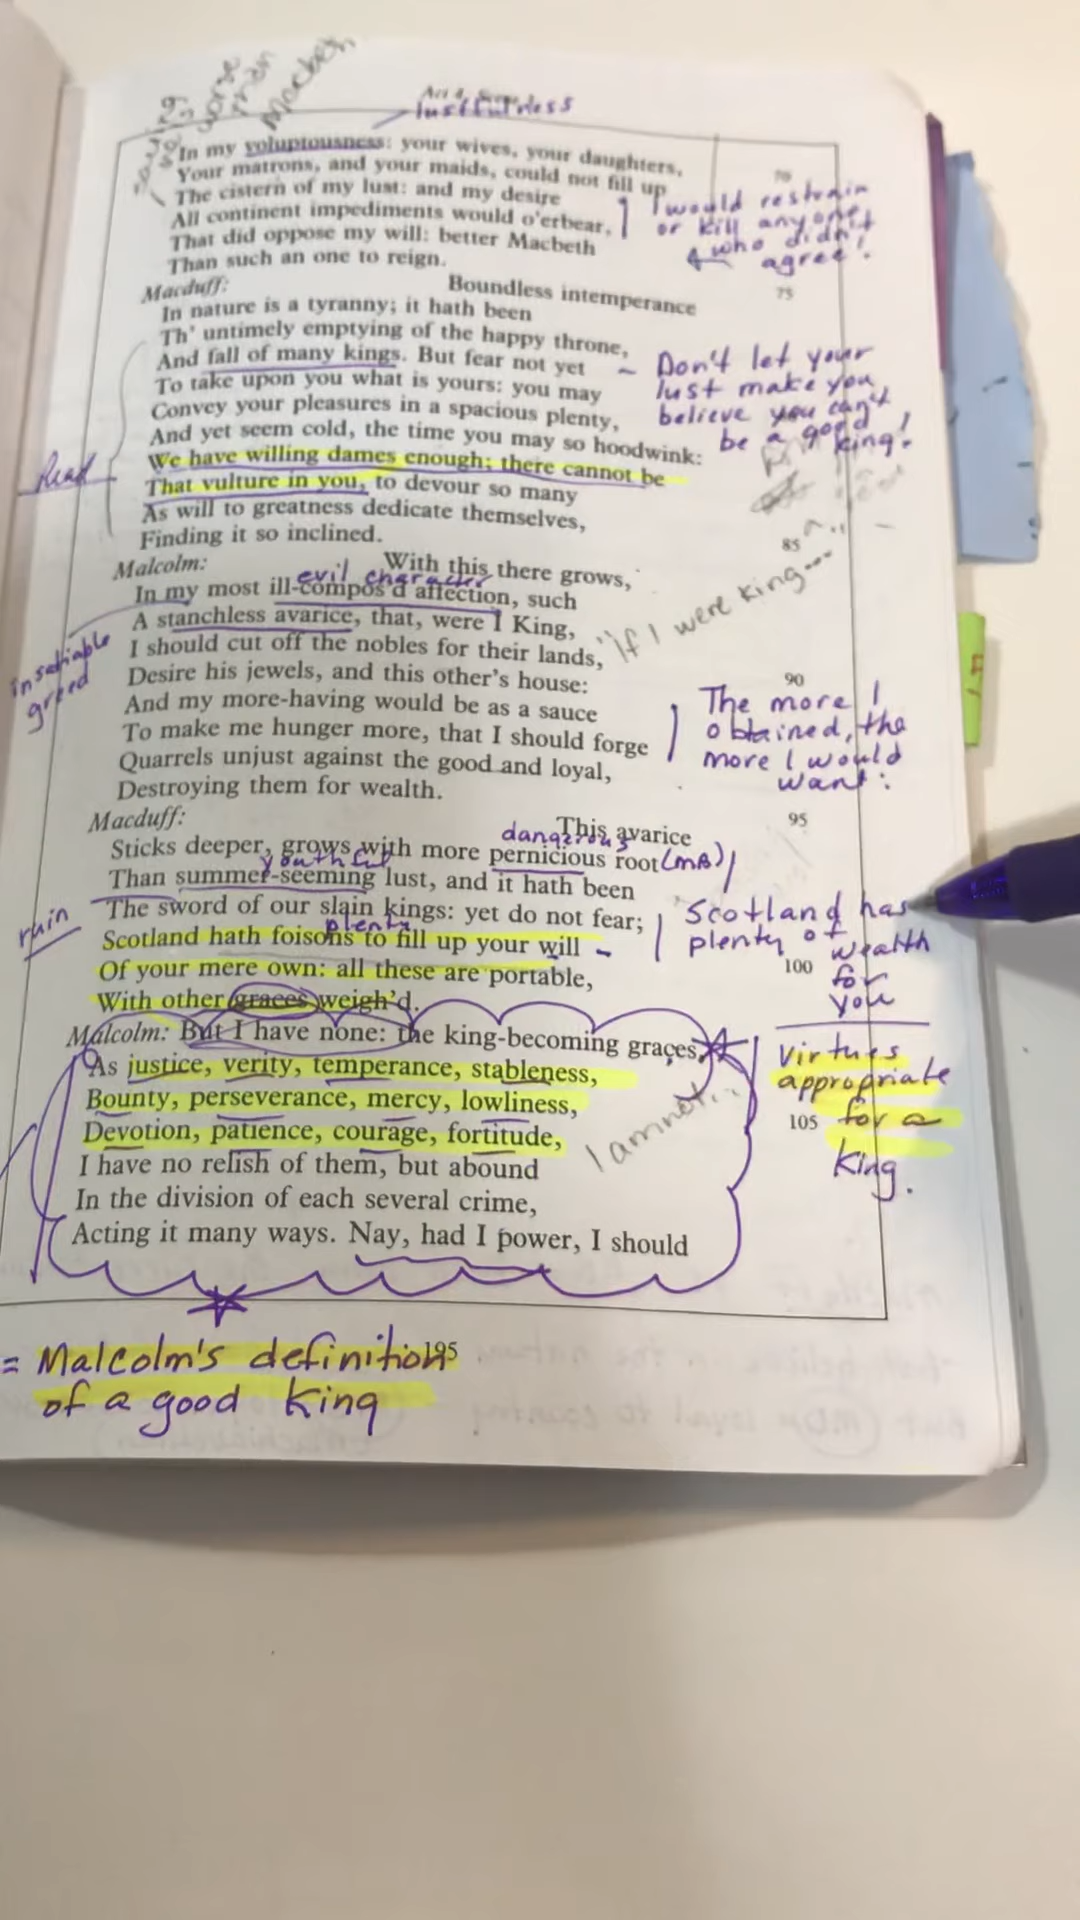 worse
than
Macbeth
lustfulness
In my voluptousness: your wives, your daughters,
Your matrons, and your maids, could not fill up
70
The cistern of my lust: and my desire
All continent impediments would o'erbear,
That did oppose my will: better Macbeth
Than such an one to reign.
I would restrain
or kill anyone
who didn't
agree!
Macduff: Boundless intemperance
75
In nature is a tyranny; it hath been
Th' untimely emptying of the happy throne,
And fall of many kings. But fear not yet
To take upon you what is yours: you may
Convey your pleasures in a spacious plenty,
And yet seem cold, the time you may so hoodwink:
We have willing dames enough; there cannot be
That vulture in you, to devour so many
As will to greatness dedicate themselves,
Finding it so inclined.
Read
Don't let your
lust make you
believe you can't
be a good
king!
85
Malcolm: With this there grows,
evil character
In my most ill-compos'd affection, such
A stanchless avarice, that, were I King,
I should cut off the nobles for their lands,
"If I were king...
insatiable
greed
Desire his jewels, and this other's house:
90
And my more-having would be as a sauce
To make me hunger more, that I should forge
Quarrels unjust against the good and loyal,
Destroying them for wealth.
The more I
obtained, the
more I would
want.
Macduff: This avarice
95
dangerous
Sticks deeper, grows with more pernicious root (MB)
youthful
Than summer-seeming lust, and it hath been
The sword of our slain kings: yet do not fear;
ruin
plenty
Scotland hath foisons to fill up your will
Of your mere own: all these are portable,
100
With other graces weigh'd.
Scotland has
plenty of
wealth
for
you
Malcolm: But I have none: the king-becoming graces,
As justice, verity, temperance, stableness,
Bounty, perseverance, mercy, lowliness,
105
Devotion, patience, courage, fortitude,
I have no relish of them, but abound
In the division of each several crime,
Acting it many ways. Nay, had I power, I should
I am not...
virtues
appropriate
for a
king.
195
= Malcolm's definition
of a good king